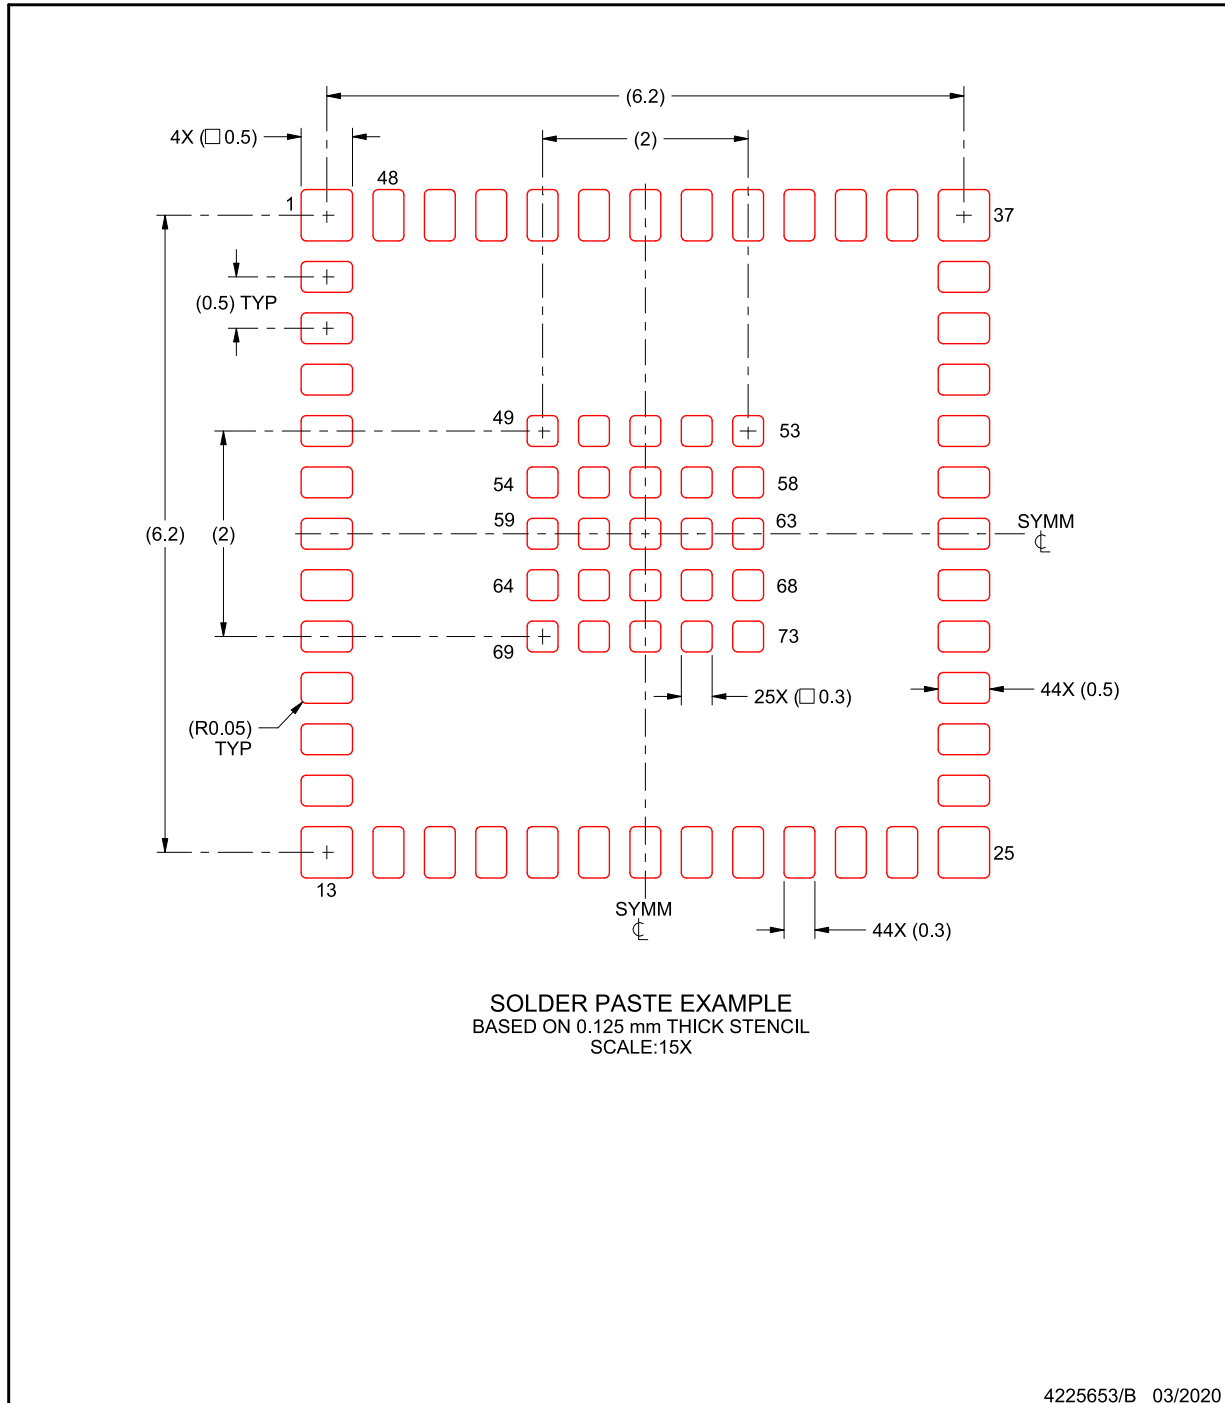 (6.2)
4X (□ 0.5)
(2)
48
1
37
(0.5) TYP
49
53
54
58
59
63
SYMM
℄
(6.2)
(2)
64
68
69
73
25X (□ 0.3)
44X (0.5)
(R0.05)
TYP
25
13
SYMM
℄
44X (0.3)
SOLDER PASTE EXAMPLE
BASED ON 0.125 mm THICK STENCIL
SCALE:15X
4225653/B 03/2020